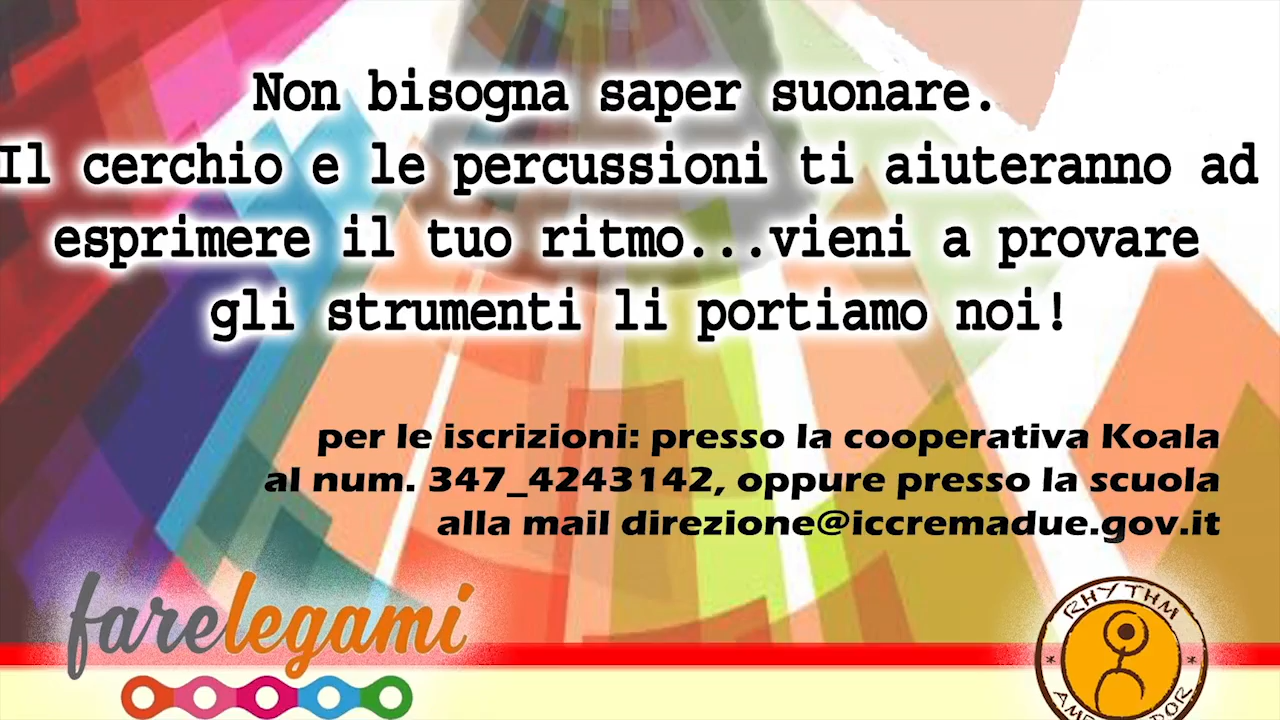 Non bisogna saper suonare.
Il cerchio e le percussioni ti aiuteranno ad
esprimere il tuo ritmo...vieni a provare
gli strumenti li portiamo noi!
per le iscrizioni: presso la cooperativa Koala
al num. 347_4243142, oppure presso la scuola
alla mail direzione@iccremadue.gov.it
farelegami
RHYTHM